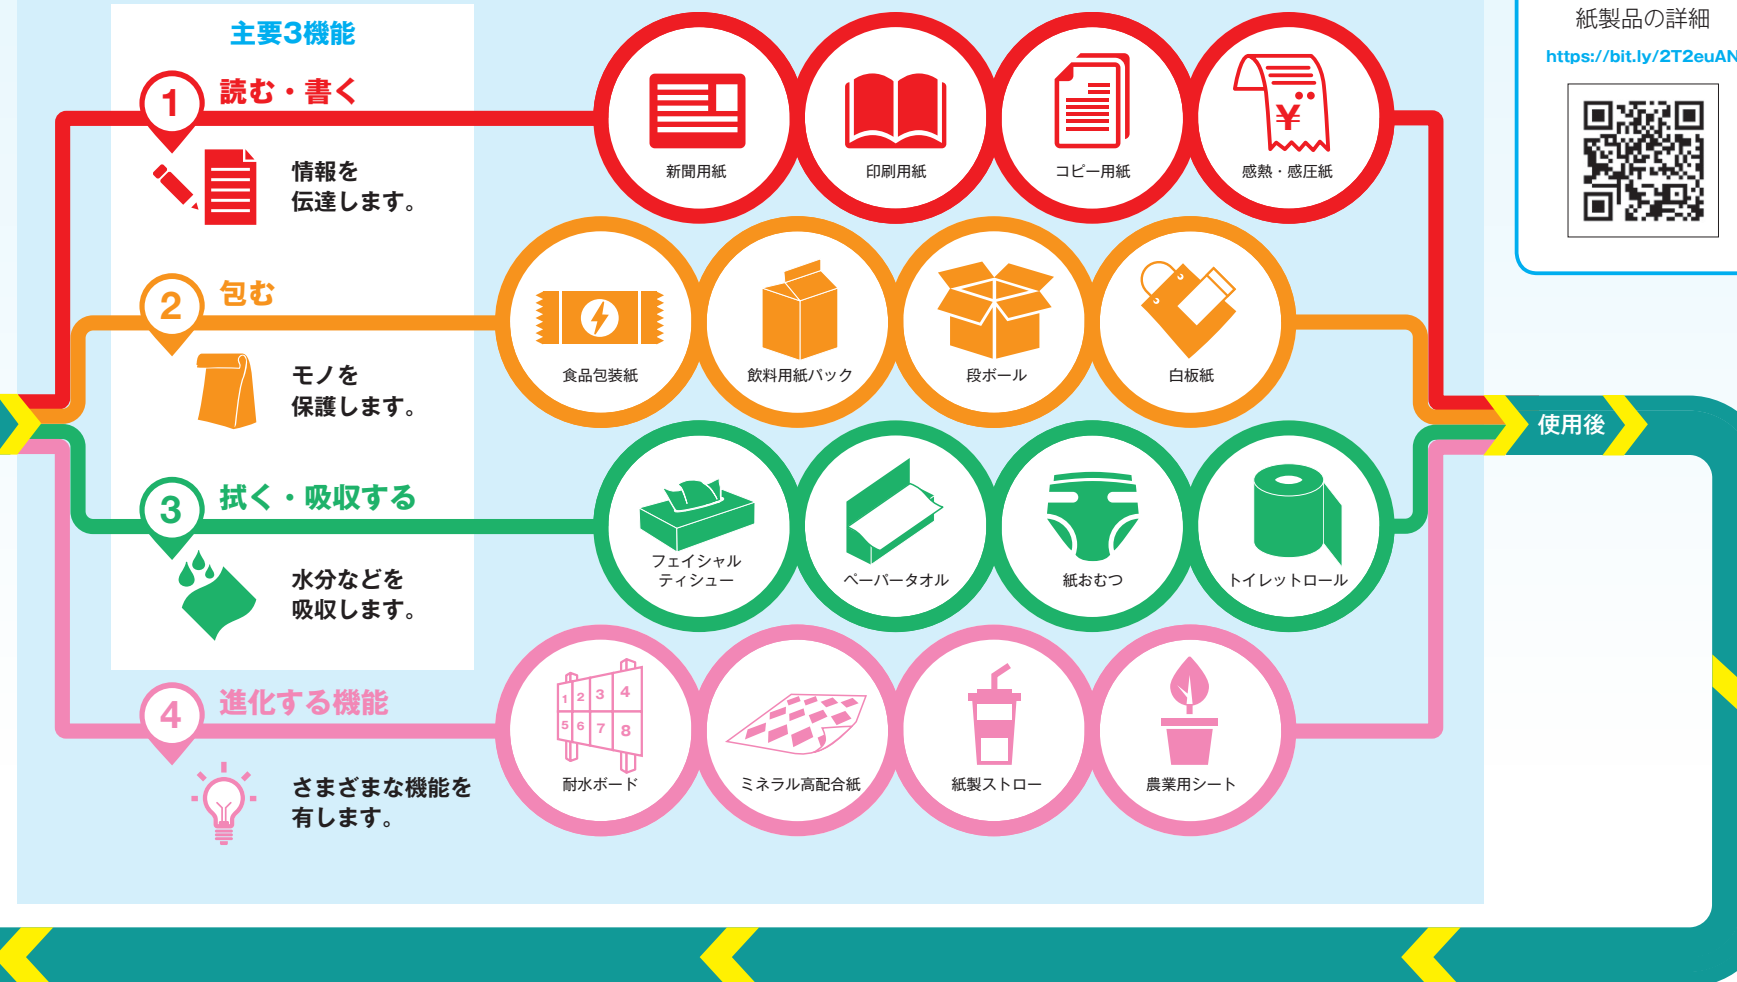 主要3機能
1
読む・書く
情報を
伝達します。
新聞用紙
印刷用紙
コピー用紙
¥
感熱・感圧紙
2
包む
モノを
保護します。
食品包装紙
飲料用紙パック
段ボール
白板紙
3
拭く・吸収する
水分などを
吸収します。
フェイシャル
ティシュー
ペーパータオル
紙おむつ
トイレットロール
4
進化する機能
さまざまな機能を
有します。
1 2 3 4
5 6 7 8
耐水ボード
ミネラル高配合紙
紙製ストロー
農業用シート
使用後
紙製品の詳細
https://bit.ly/2T2euAN